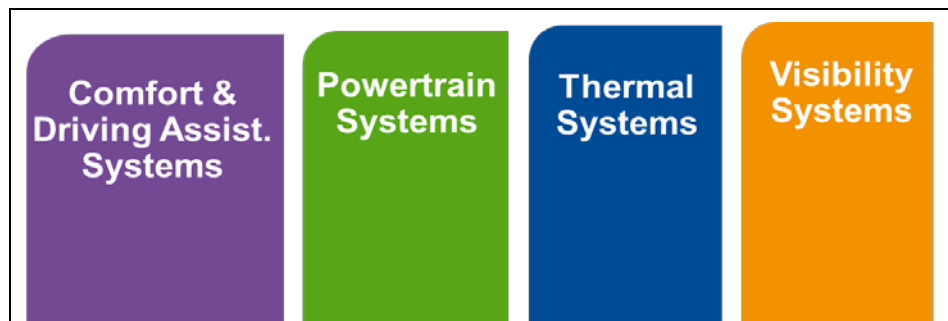 Comfort &
Driving Assist.
Systems
Powertrain
Systems
Thermal
Systems
Visibility
Systems